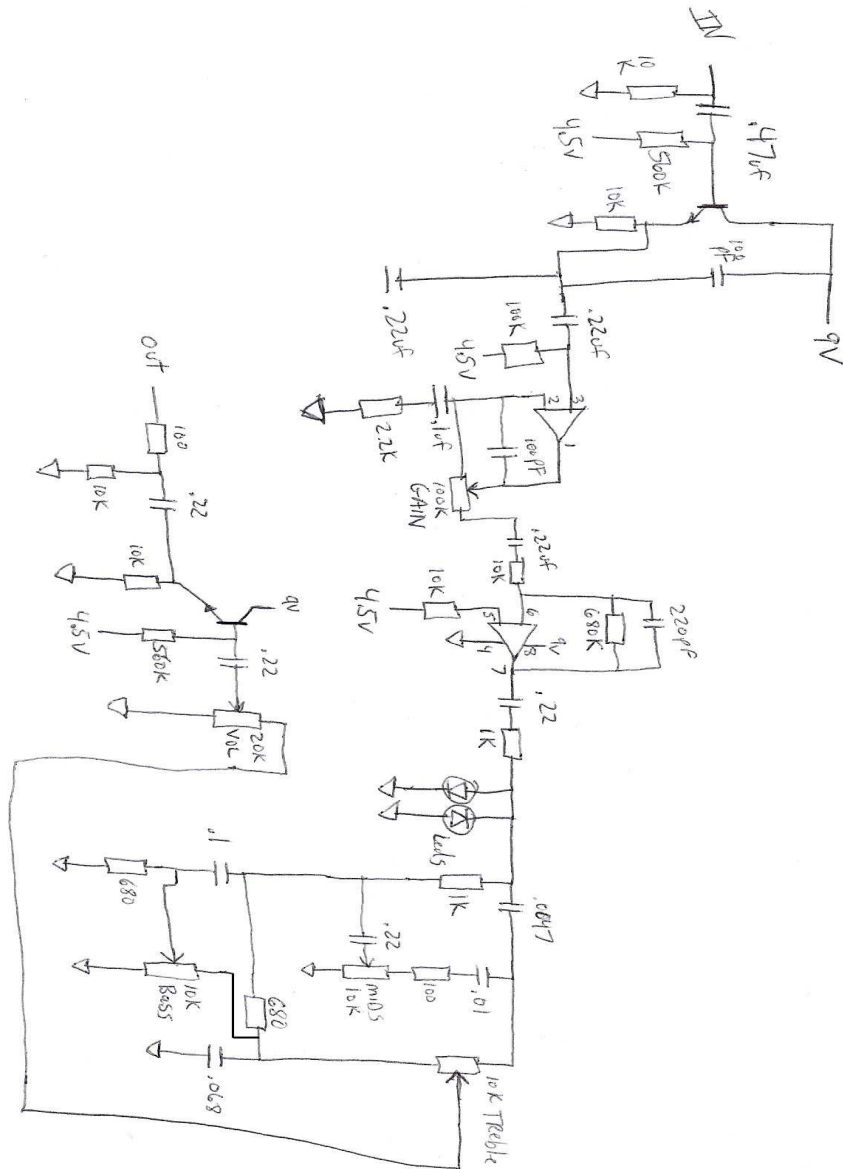 IN
10
K
.47uf
4.5V
560K
10K
100
pF
9V
.22uf
.22uf
100K
4.5V
3
2
1
.1uf
2.2K
100pF
100K
GAIN
.22uf
10K
10K
4.5V
5
6
4
8
9V
7
680K
220pF
.22
1K
Leds
1K
.0047
.1
680
.22
MIDS
10K
100
.01
680
10K
Bass
.068
10K TReble
20K
VOL
.22
560K
4.5V
9V
10K
.22
10K
100
Out